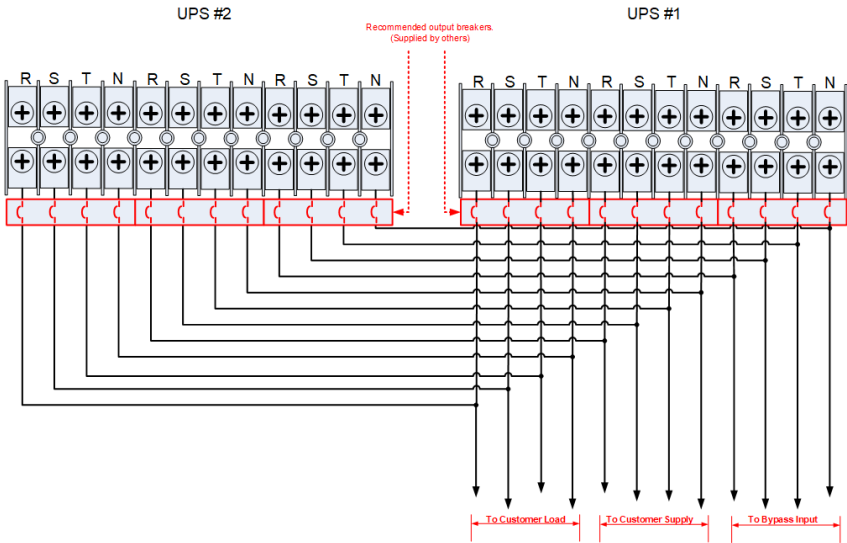 UPS #2
UPS #1
Recommended output breakers.
(Supplied by others)
R S T N R S T N R S T N
R S T N R S T N R S T N
To Customer Load
To Customer Supply
To Bypass Input